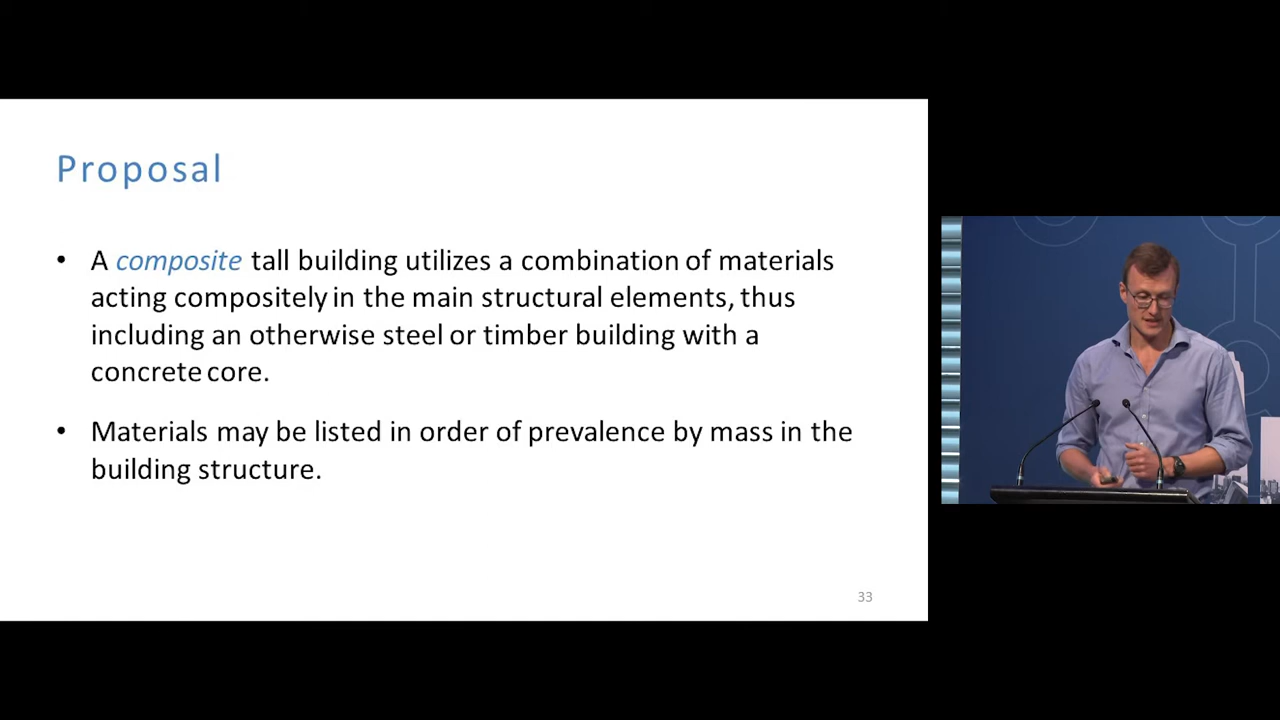 Proposal
• A composite tall building utilizes a combination of materials
acting compositely in the main structural elements, thus
including an otherwise steel or timber building with a
concrete core.
• Materials may be listed in order of prevalence by mass in the
building structure.
33